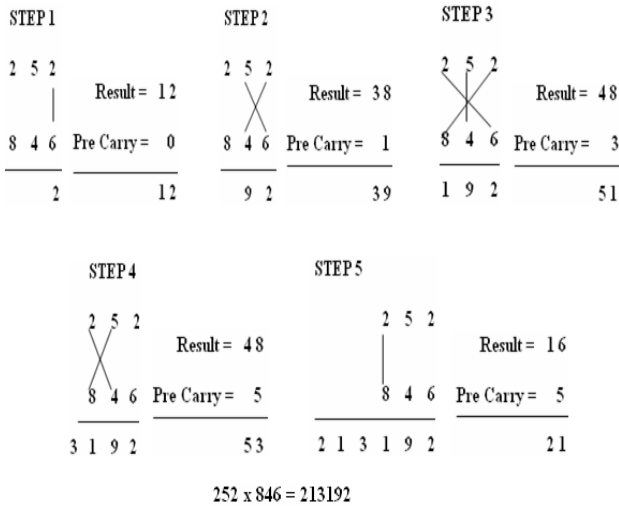 STEP 1
2 5 2
Result = 12
8 4 6 Pre Carry = 0
2 12
STEP 2
2 5 2
Result = 38
8 4 6 Pre Carry = 1
9 2 39
STEP 3
2 5 2
Result = 48
8 4 6 Pre Carry = 3
1 9 2 51
STEP 4
2 5 2
Result = 48
8 4 6 Pre Carry = 5
3 1 9 2 53
STEP 5
2 5 2
Result = 16
8 4 6 Pre Carry = 5
2 1 3 1 9 2 21
252 x 846 = 213192